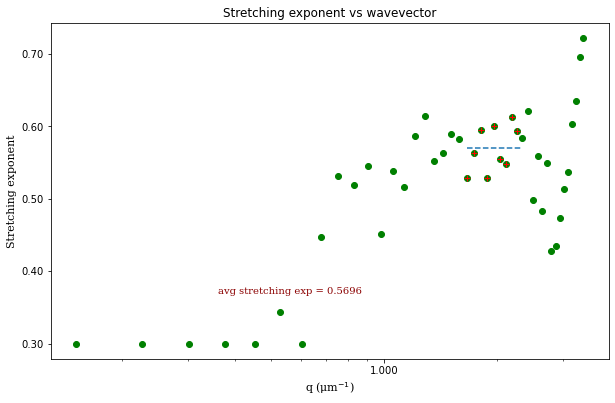 Stretching exponent vs wavevector
Stretching exponent
0.70
0.60
0.50
0.40
0.30
avg stretching exp = 0.5696
1.000
q (μm⁻¹)